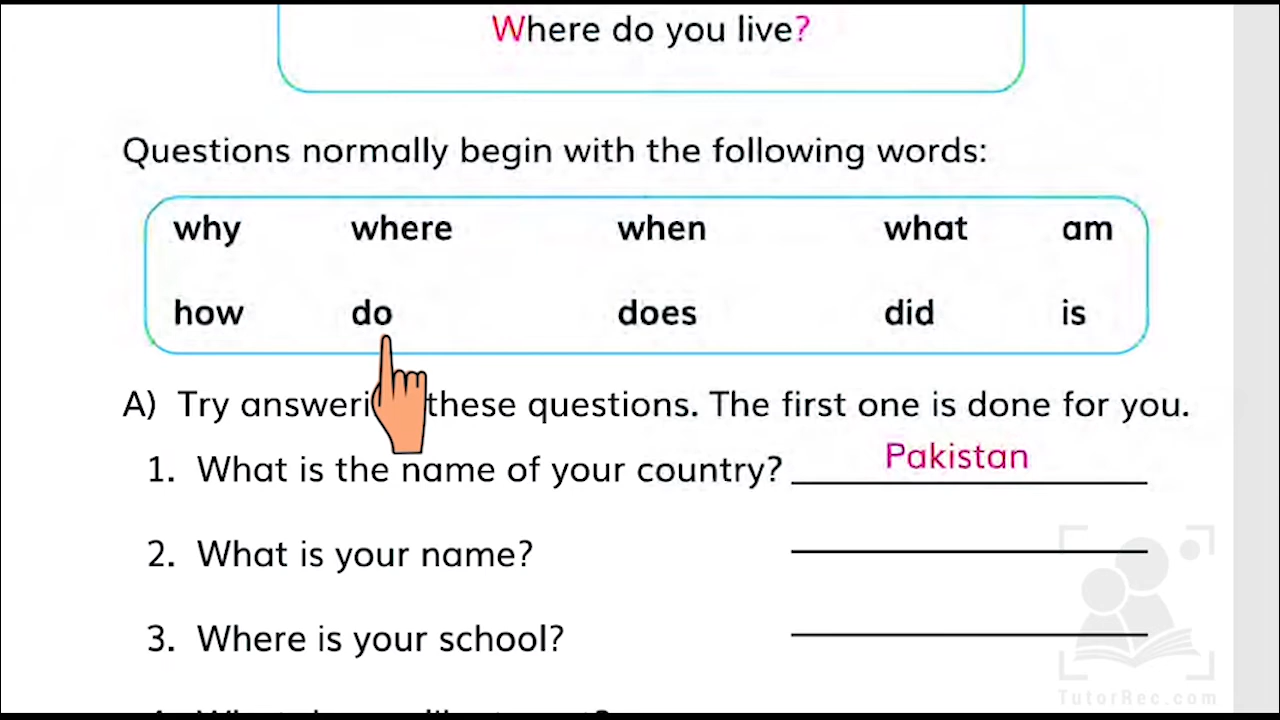 Where do you live?
Questions normally begin with the following words:
why where when what am
how do does did is
A) Try answeri these questions. The first one is done for you.
1. What is the name of your country? Pakistan
2. What is your name?
3. Where is your school?
TutorRec.com